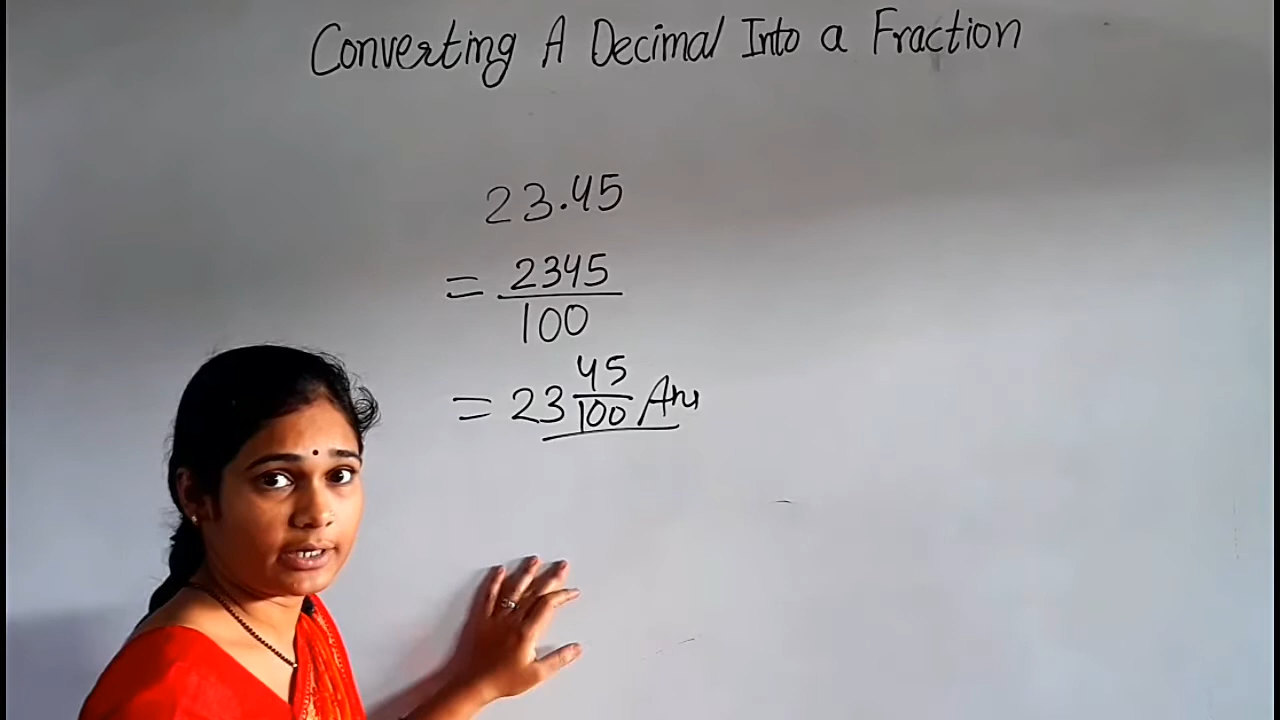 Converting A Decimal Into a Fraction
23.45
= 2345/100
= 23 45/100 Ans